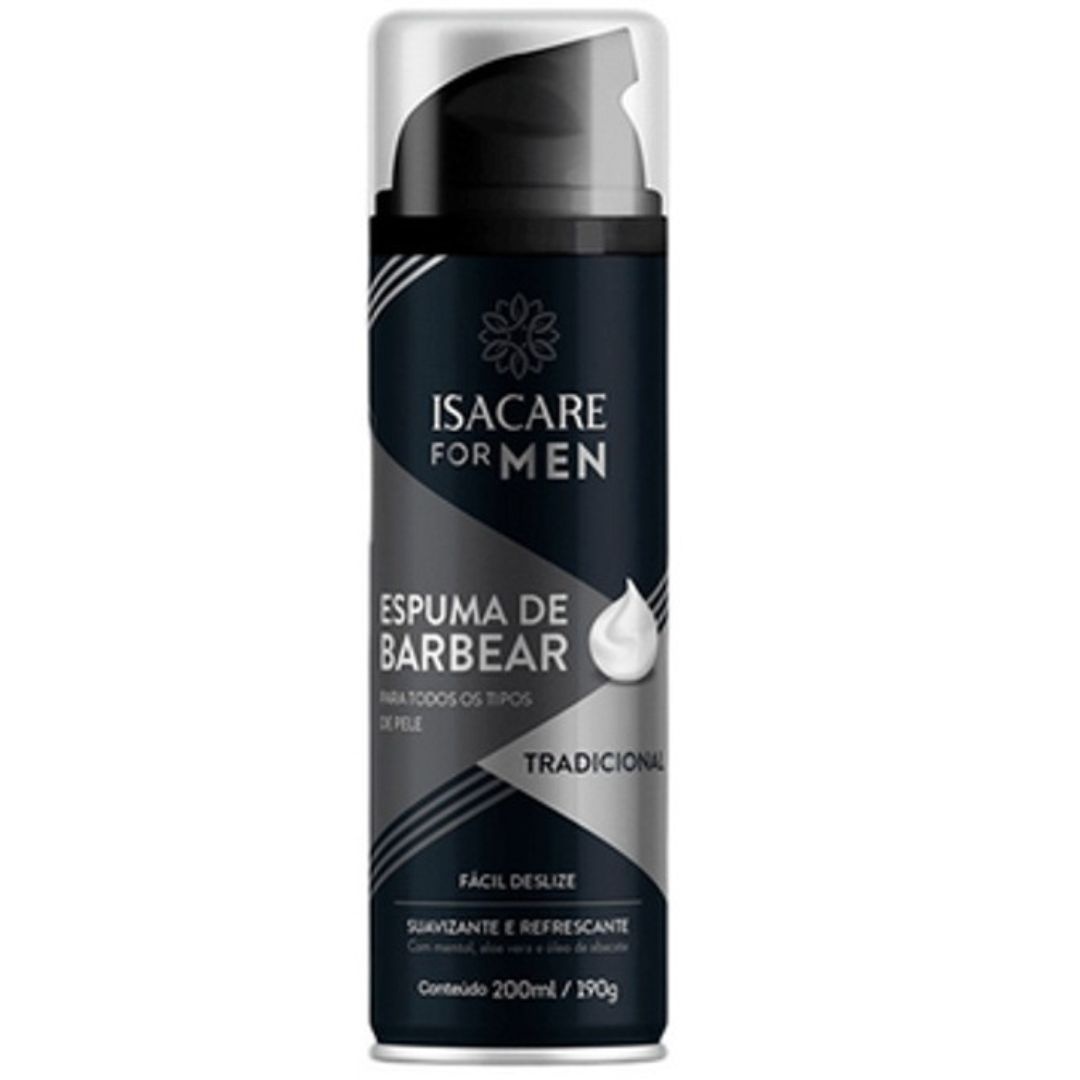 ISACARE
FOR MEN
ESPUMA DE
BARBEAR
PARA TODOS OS TIPOS
DE PELE
TRADICIONAL
FÁCIL DESLIZE
SUAVIZANTE E REFRESCANTE
Com mentol, aloe vera e óleo de abacate
Conteúdo 200ml / 190g